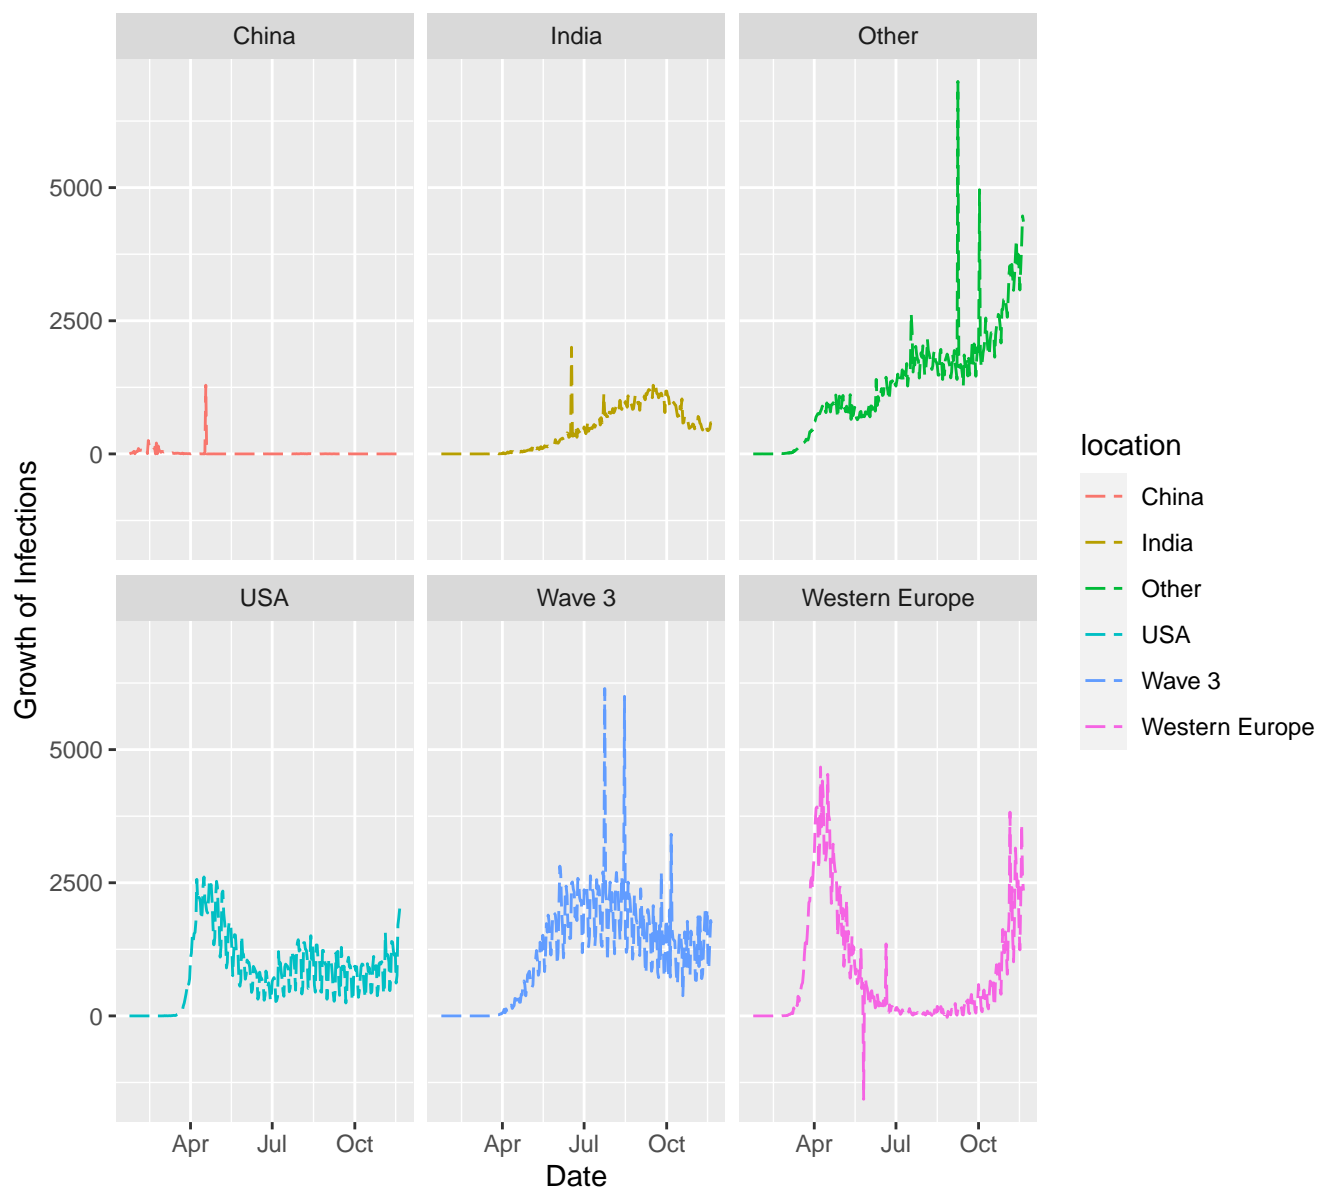 China
India
Other
5000
2500
0
USA
Wave 3
Western Europe
5000
2500
0
Apr
Jul
Oct
Apr
Jul
Oct
Apr
Jul
Oct
Date
Growth of Infections
location
China
India
Other
USA
Wave 3
Western Europe